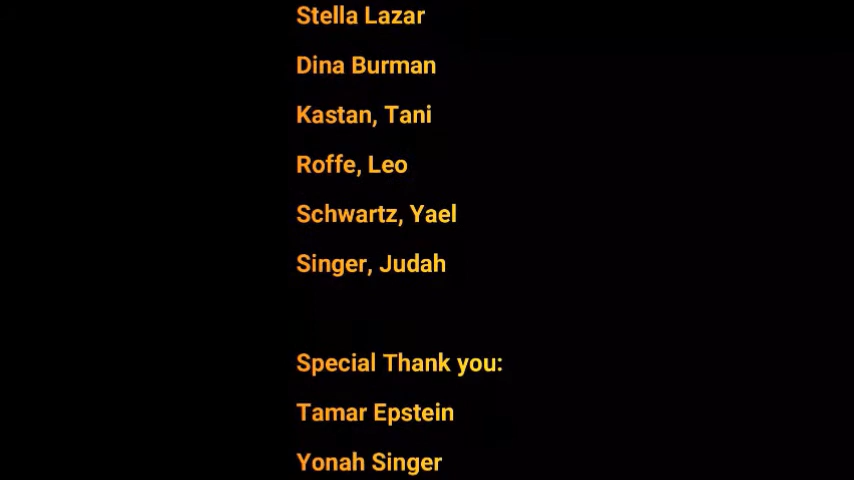 Stella Lazar
Dina Burman
Kastan, Tani
Roffe, Leo
Schwartz, Yael
Singer, Judah
Special Thank you:
Tamar Epstein
Yonah Singer